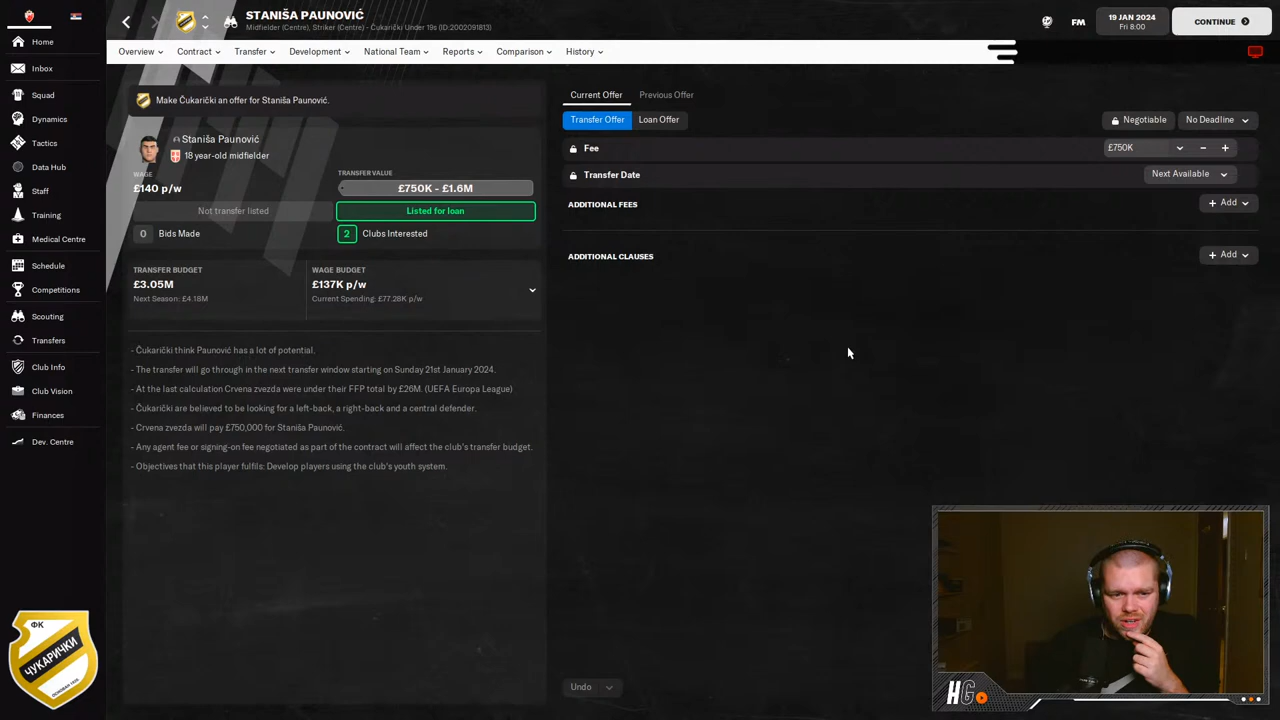 STANIŠA PAUNOVIĆ
Midfielder (Centre), Striker (Centre) - Čukarički Under 19s (ID:2002091813)
FM
19 JAN 2024
Fri 8:00
CONTINUE
Home
Inbox
Squad
Dynamics
Tactics
Data Hub
Staff
Training
Medical Centre
Schedule
Competitions
Scouting
Transfers
Club Info
Club Vision
Finances
Dev. Centre
Overview
Contract
Transfer
Development
National Team
Reports
Comparison
History
Make Čukarički an offer for Staniša Paunović.
Staniša Paunović
18 year-old midfielder
WAGE
£140 p/w
TRANSFER VALUE
£750K - £1.6M
Not transfer listed
Listed for loan
0 Bids Made
2 Clubs Interested
TRANSFER BUDGET
£3.05M
Next Season: £4.18M
WAGE BUDGET
£137K p/w
Current Spending: £77.28K p/w
- Čukarički think Paunović has a lot of potential.
- The transfer will go through in the next transfer window starting on Sunday 21st January 2024.
- At the last calculation Crvena zvezda were under their FFP total by £26M. (UEFA Europa League)
- Čukarički are believed to be looking for a left-back, a right-back and a central defender.
- Crvena zvezda will pay £750,000 for Staniša Paunović.
- Any agent fee or signing-on fee negotiated as part of the contract will affect the club's transfer budget.
- Objectives that this player fulfils: Develop players using the club's youth system.
Current Offer
Previous Offer
Transfer Offer
Loan Offer
Negotiable
No Deadline
Fee
£750K
Transfer Date
Next Available
ADDITIONAL FEES
Add
ADDITIONAL CLAUSES
Add
Undo
ФК
ЧУКАРИЧКИ
HG